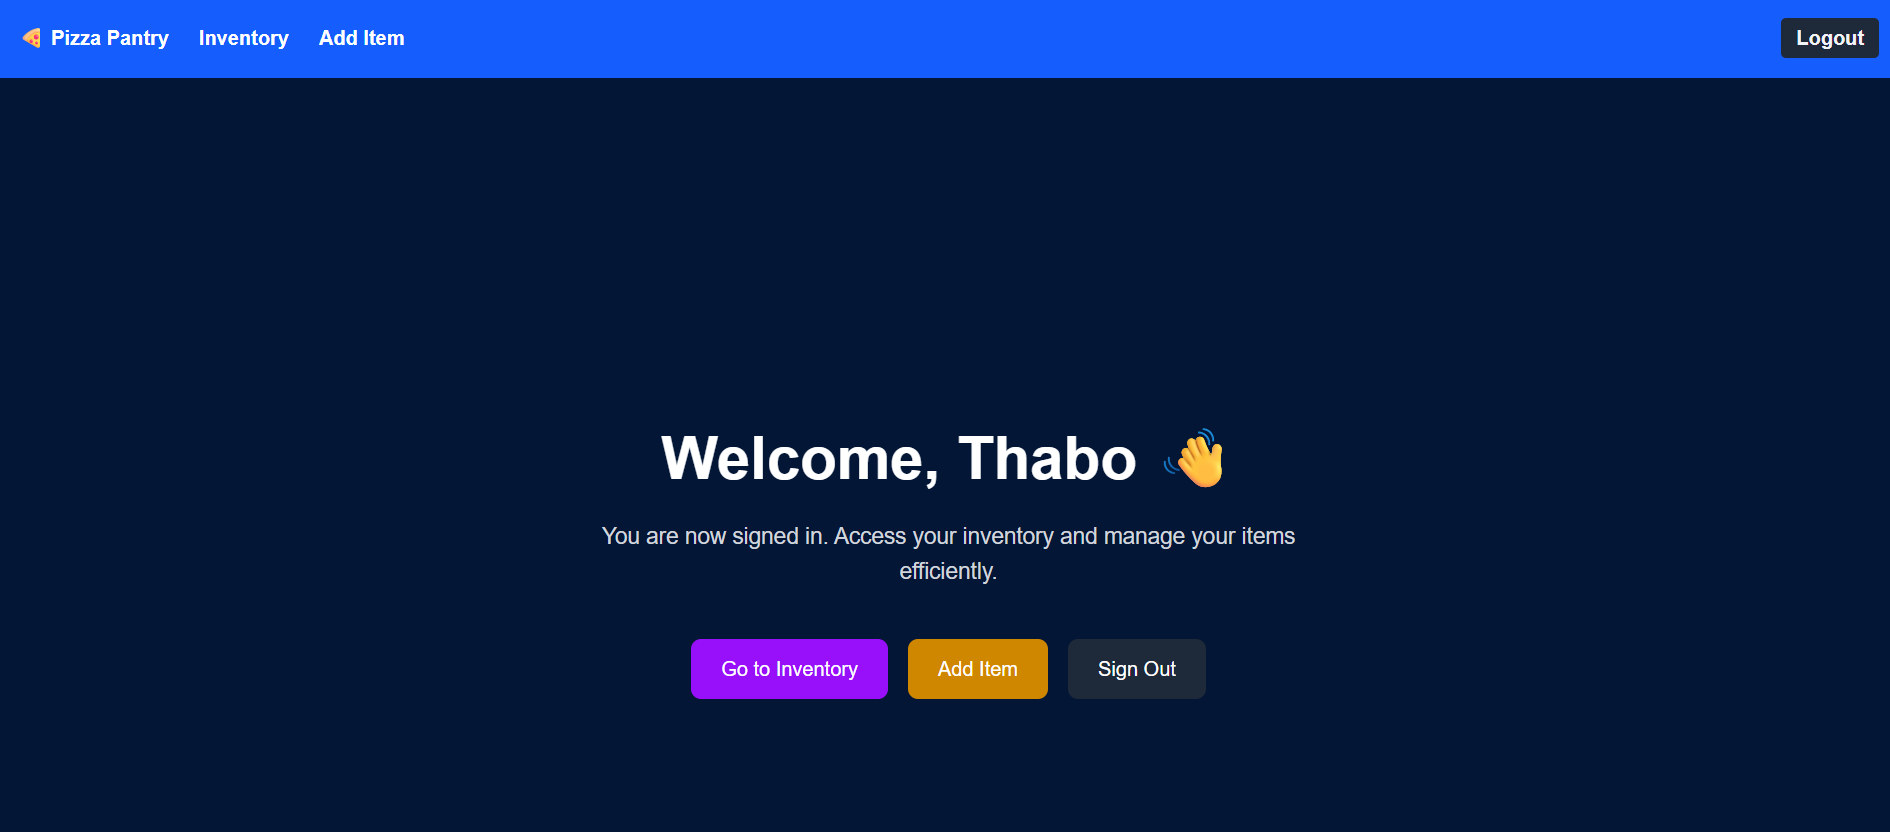 🍕 Pizza Pantry Inventory Add Item Logout
Welcome, Thabo 👋
You are now signed in. Access your inventory and manage your items
efficiently.
Go to Inventory Add Item Sign Out